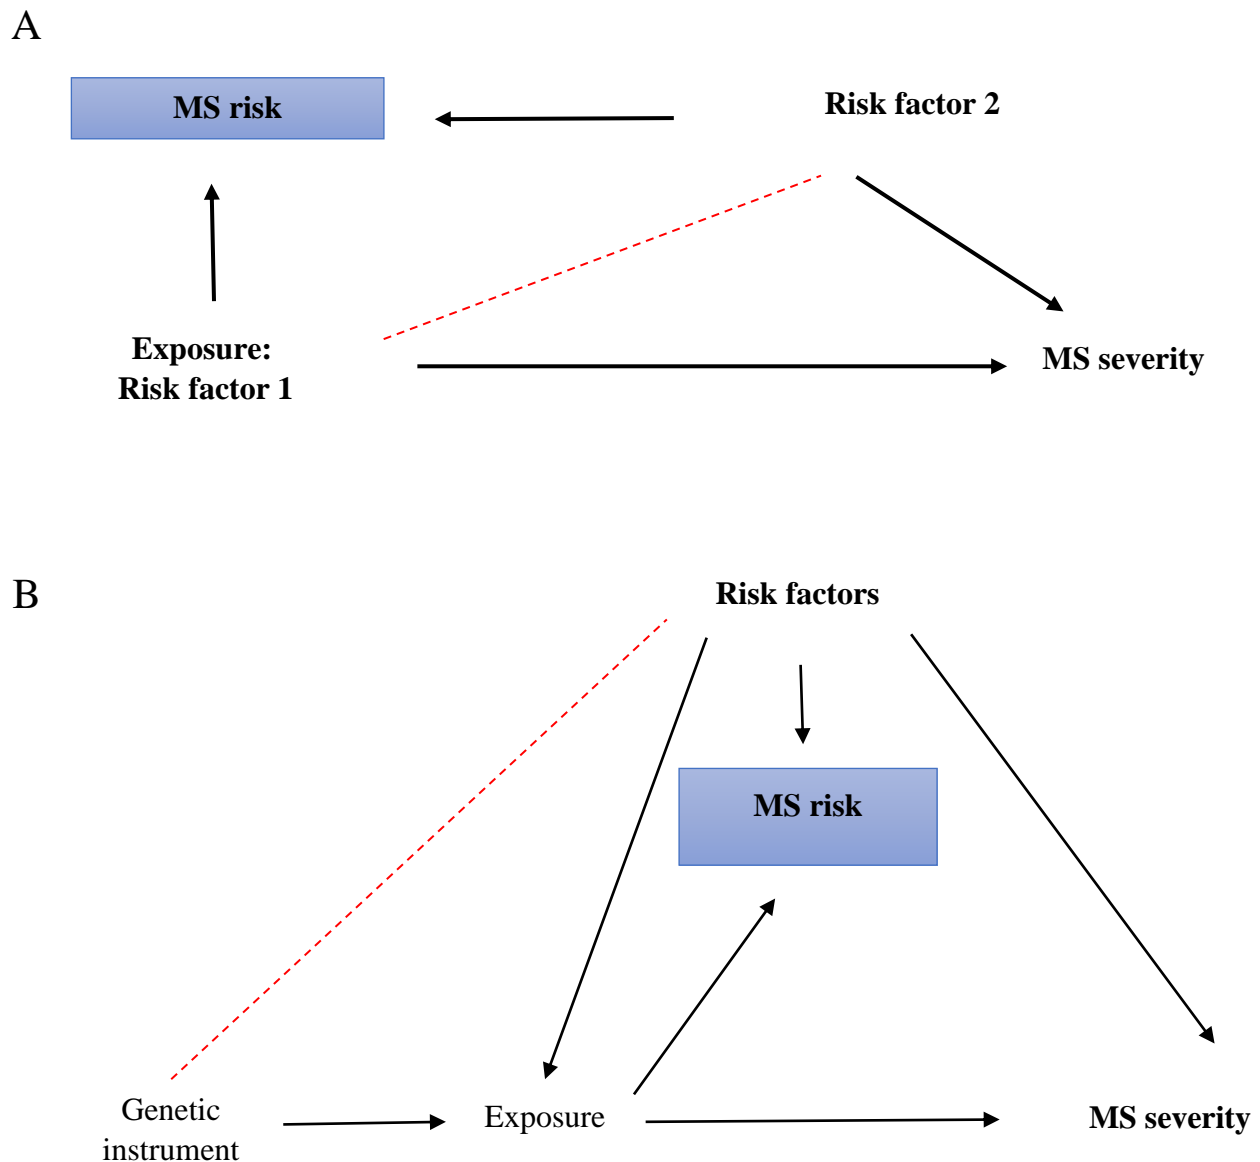 A
MS risk
Risk factor 2
Exposure:
Risk factor 1
MS severity
B
Risk factors
MS risk
Genetic
instrument
Exposure
MS severity